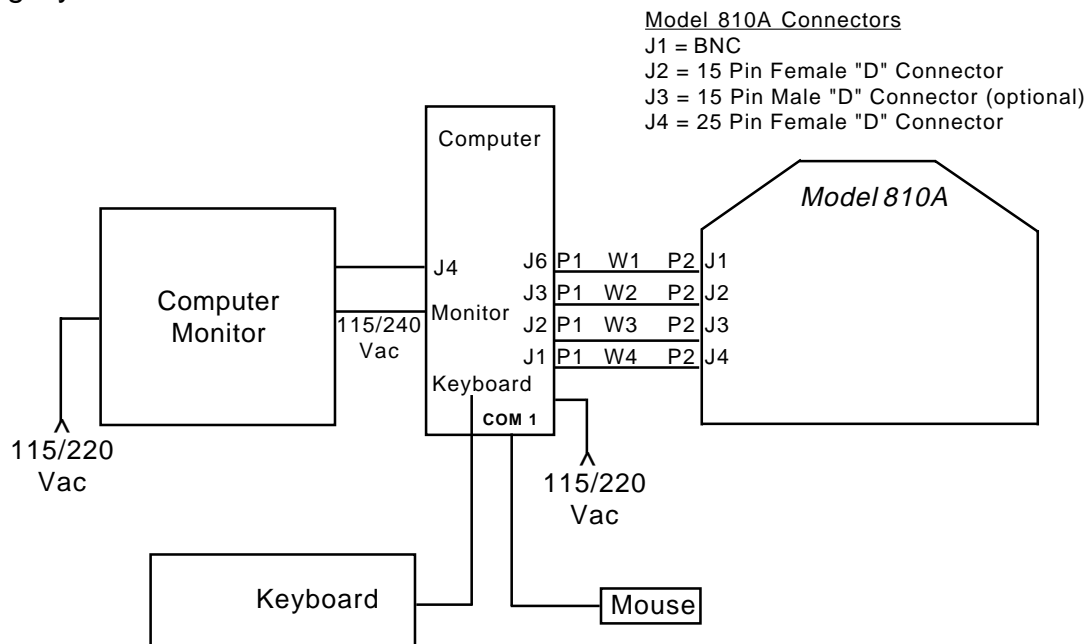 Model 810A Connectors
J1 = BNC
J2 = 15 Pin Female "D" Connector
J3 = 15 Pin Male "D" Connector (optional)
J4 = 25 Pin Female "D" Connector
Computer
Model 810A
J4
J6 P1 W1 P2 J1
J3 P1 W2 P2 J2
Computer
Monitor
Monitor
115/240
Vac
J2 P1 W3 P2 J3
J1 P1 W4 P2 J4
Keyboard
COM 1
115/220
Vac
115/220
Vac
Keyboard
Mouse